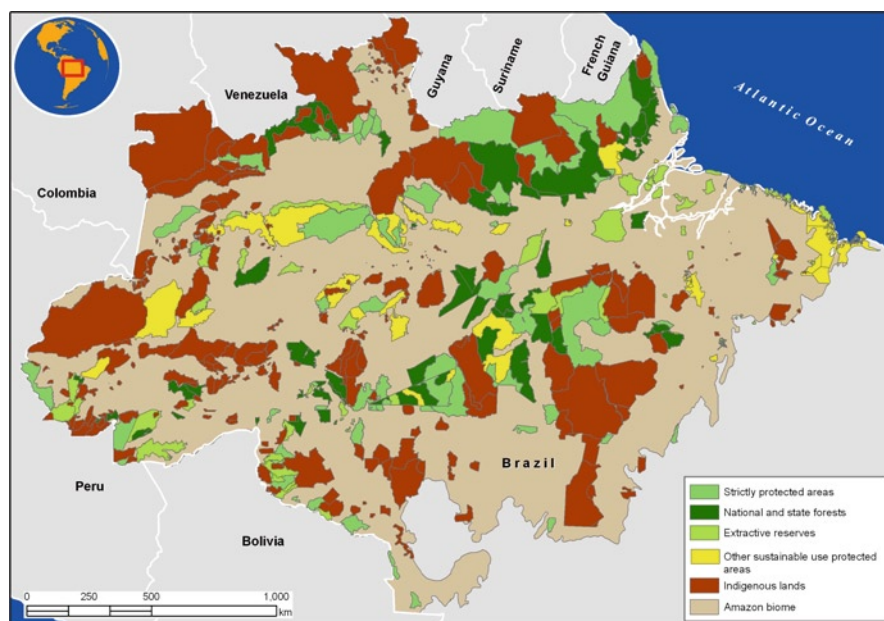 Venezuela
Guyana
Suriname
French
Guiana
Atlantic Ocean
Colombia
Brazil
Peru
Bolivia
Strictly protected areas
National and state forests
Extractive reserves
Other sustainable use protected
areas
Indigenous lands
Amazon biome
0 250 500 1,000
km